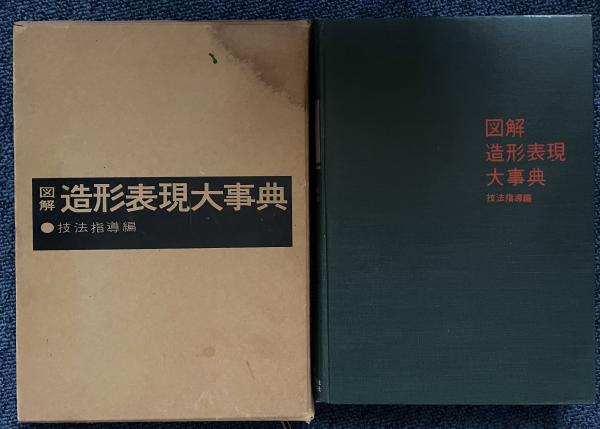 図解 造形表現大事典
●技法指導編
図解
造形表現
大事典
技法指導編